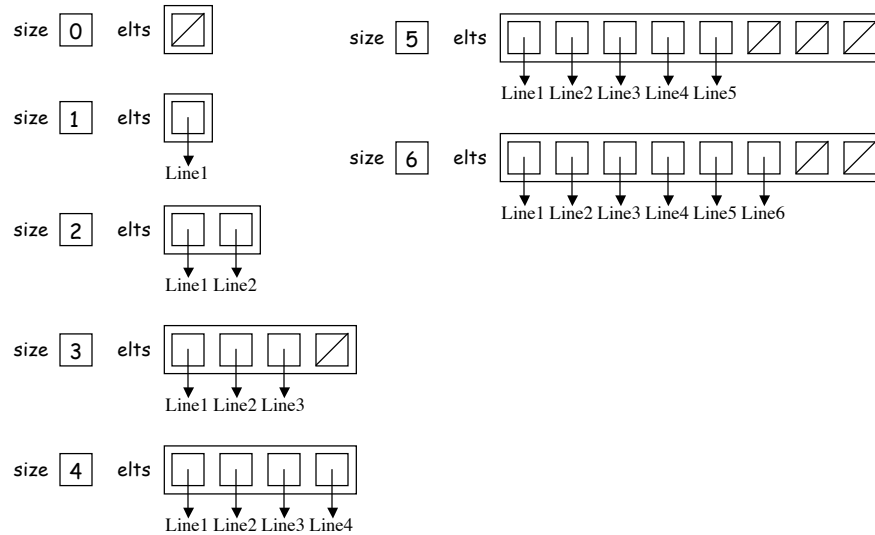 size 0 elts
size 1 elts
Line1
size 2 elts
Line1 Line2
size 3 elts
Line1 Line2 Line3
size 4 elts
Line1 Line2 Line3 Line4
size 5 elts
Line1 Line2 Line3 Line4 Line5
size 6 elts
Line1 Line2 Line3 Line4 Line5 Line6